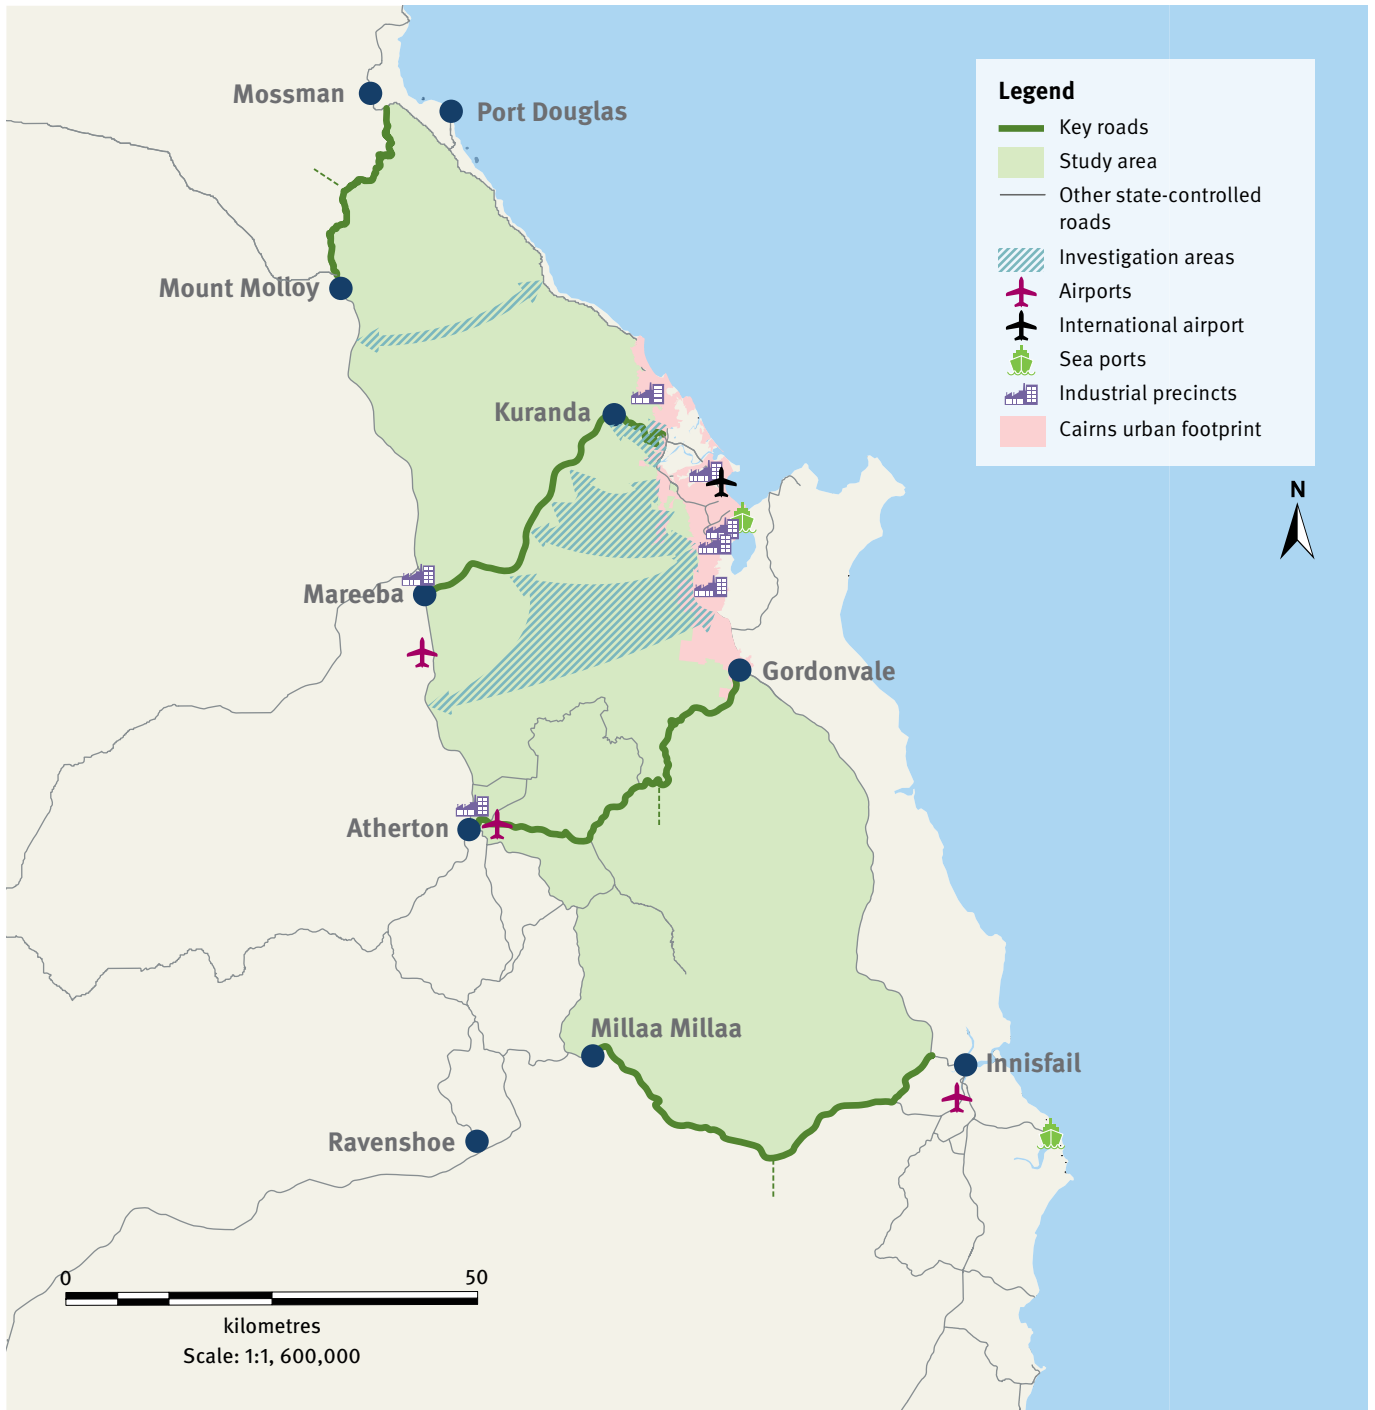 Mossman
Port Douglas
Mount Molloy
Kuranda
Mareeba
Gordonvale
Atherton
Millaa Millaa
Innisfail
Ravenshoe
Legend
Key roads
Study area
Other state-controlled
roads
Investigation areas
Airports
International airport
Sea ports
Industrial precincts
Cairns urban footprint
N
0 50
kilometres
Scale: 1:1, 600,000